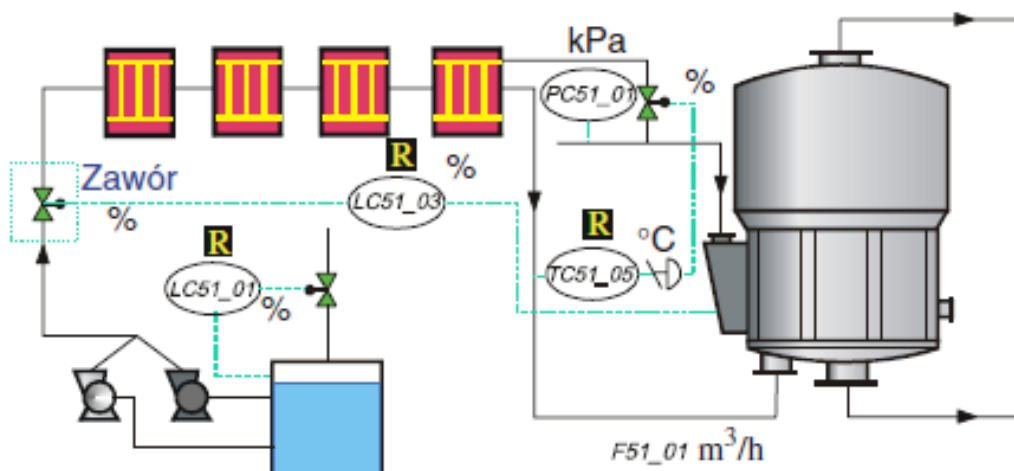 kPa
PC51_01
%
R
Zawór
%
LC51_03
%
R
LC51_01
%
R
°C
TC51_05
F51_01 m³/h